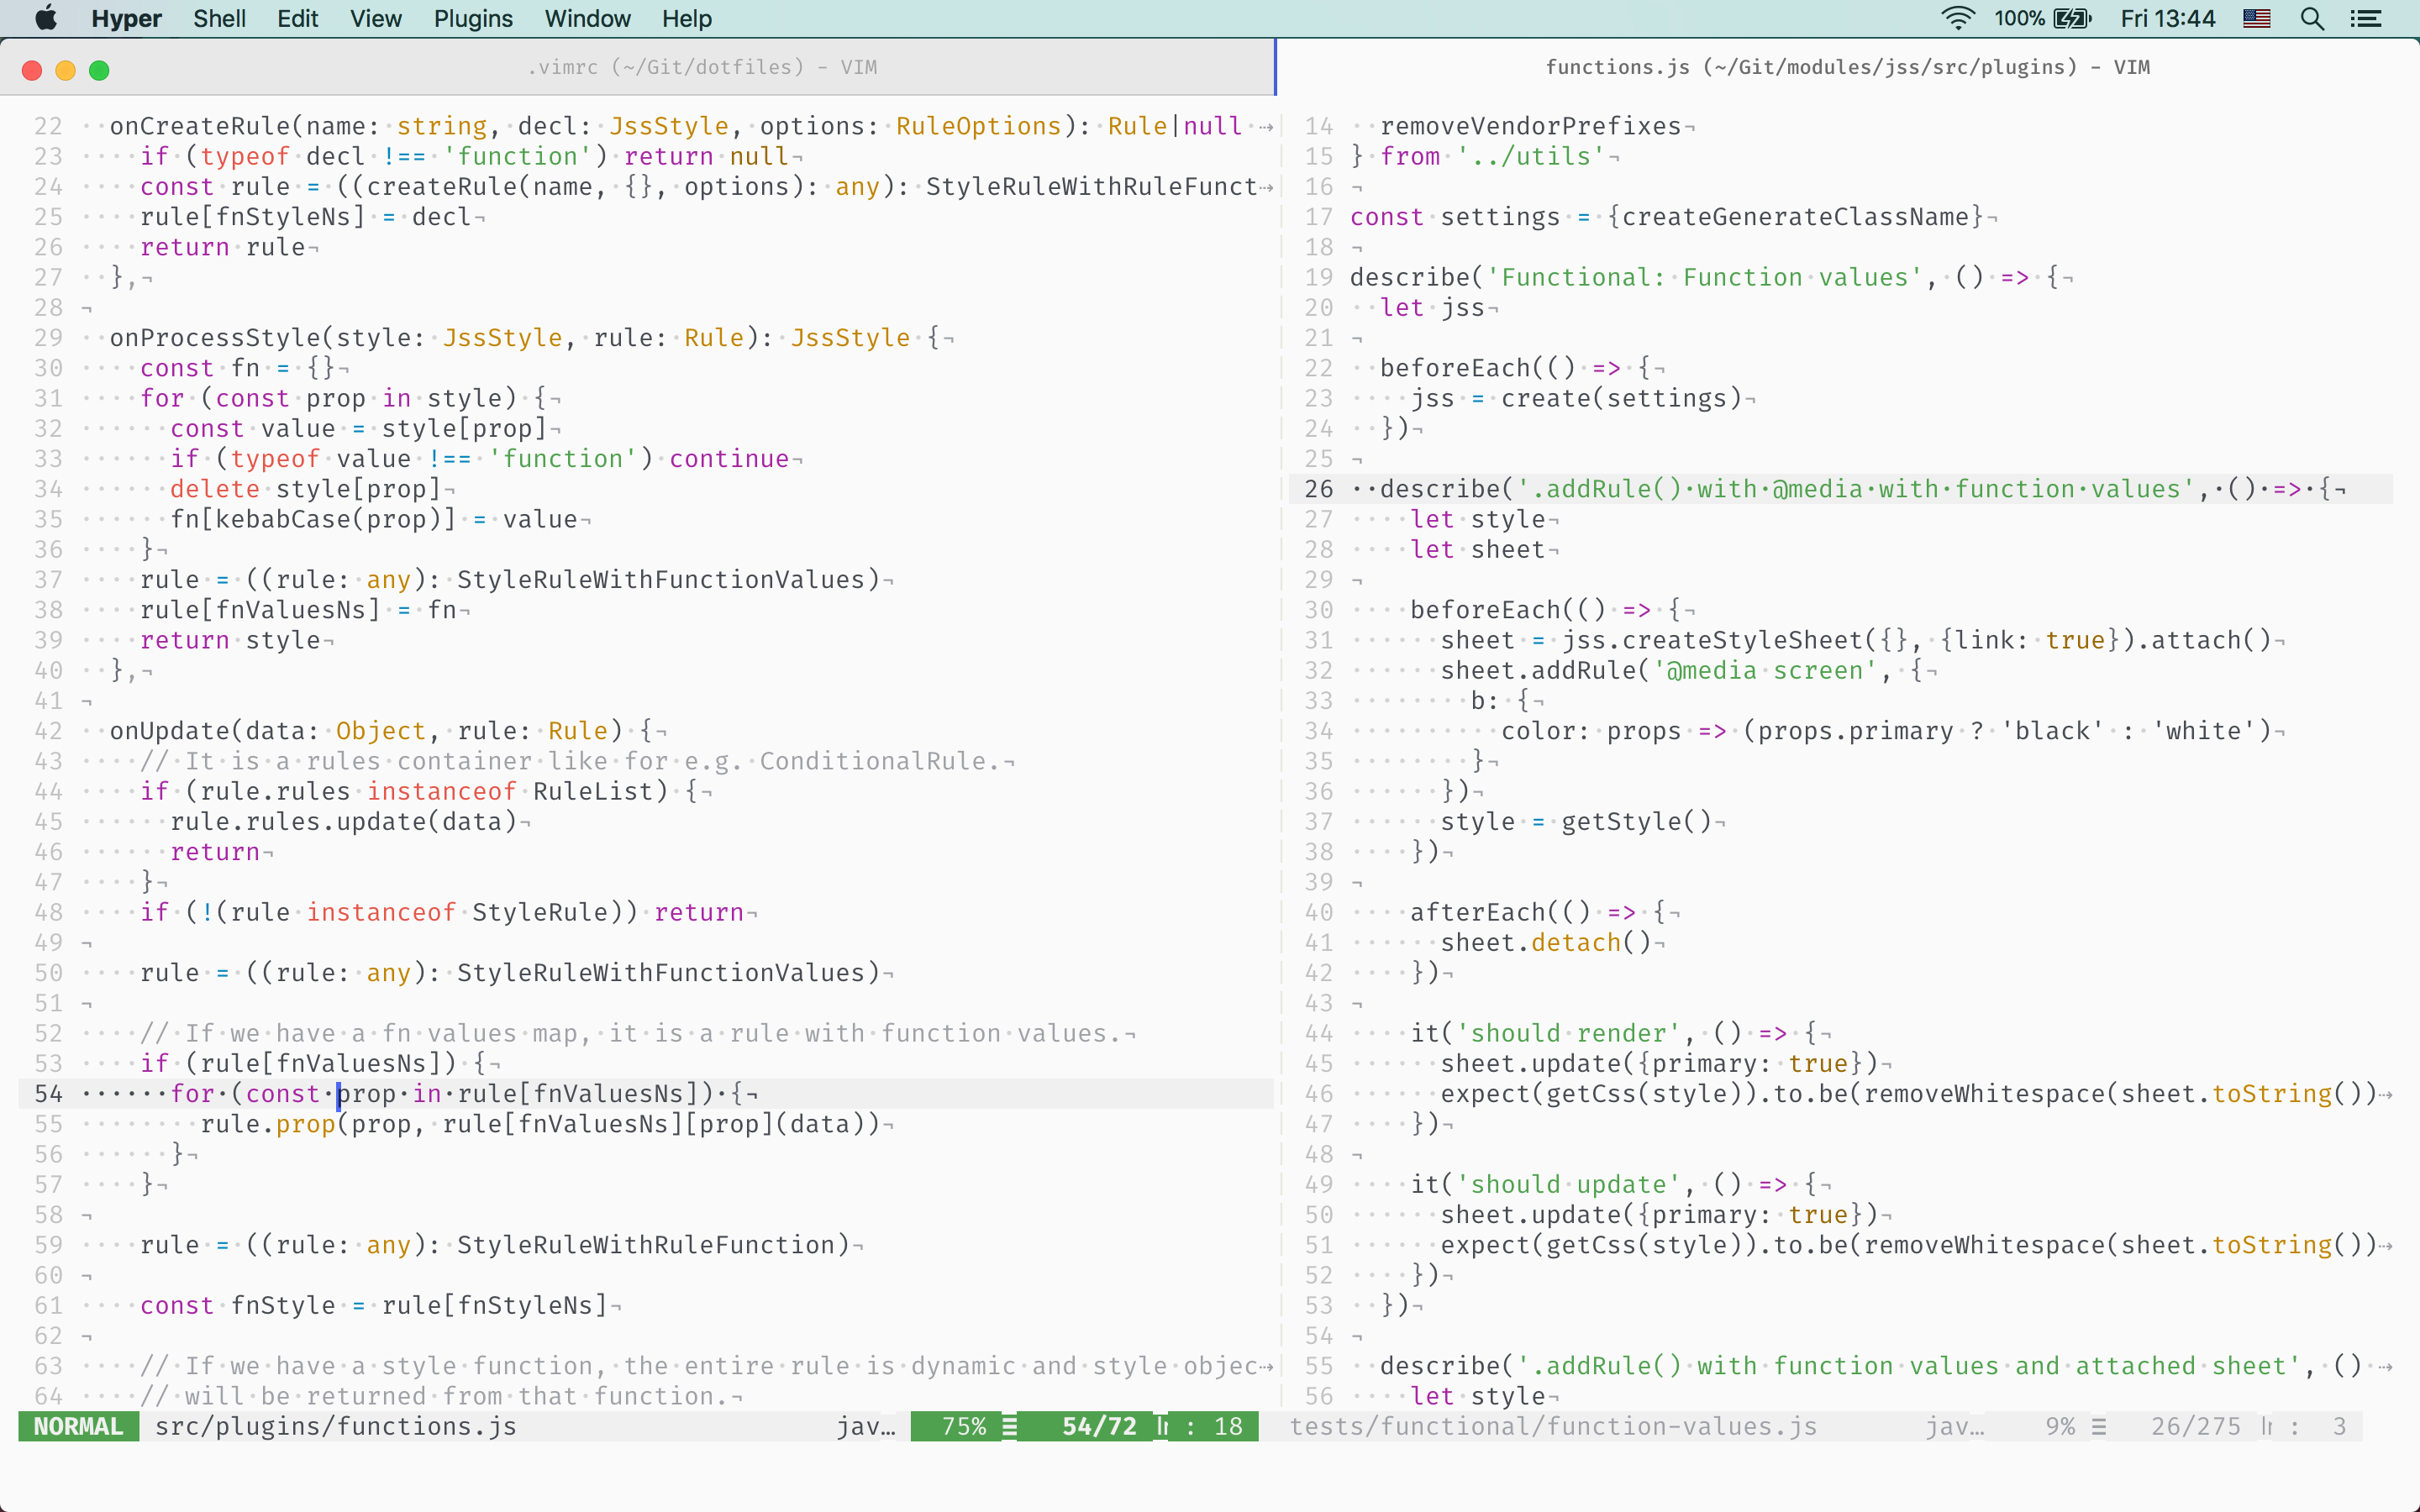 Hyper Shell Edit View Plugins Window Help 100% Fri 13:44
.vimrc (~/Git/dotfiles) - VIM
functions.js (~/Git/modules/jss/src/plugins) - VIM
22 onCreateRule(name: string, decl: JssStyle, options: RuleOptions): Rule|null
23 if (typeof decl !== 'function') return null
24 const rule = ((createRule(name, {}, options): any): StyleRuleWithRuleFunct
25 rule[fnStyleNs] = decl
26 return rule
27 },
28
29 onProcessStyle(style: JssStyle, rule: Rule): JssStyle {
30 const fn = {}
31 for (const prop in style) {
32 const value = style[prop]
33 if (typeof value !== 'function') continue
34 delete style[prop]
35 fn[kebabCase(prop)] = value
36 }
37 rule = ((rule: any): StyleRuleWithFunctionValues)
38 rule[fnValuesNs] = fn
39 return style
40 },
41
42 onUpdate(data: Object, rule: Rule) {
43 // It is a rules container like for e.g. ConditionalRule.
44 if (rule.rules instanceof RuleList) {
45 rule.rules.update(data)
46 return
47 }
48 if (!(rule instanceof StyleRule)) return
49
50 rule = ((rule: any): StyleRuleWithFunctionValues)
51
52 // If we have a fn values map, it is a rule with function values.
53 if (rule[fnValuesNs]) {
54 for (const prop in rule[fnValuesNs]) {
55 rule.prop(prop, rule[fnValuesNs][prop](data))
56 }
57 }
58
59 rule = ((rule: any): StyleRuleWithRuleFunction)
60
61 const fnStyle = rule[fnStyleNs]
62
63 // If we have a style function, the entire rule is dynamic and style objec
64 // will be returned from that function.
NORMAL src/plugins/functions.js jav… 75% ☰ 54/72 ㏑ : 18
14 removeVendorPrefixes
15 } from '../utils'
16
17 const settings = {createGenerateClassName}
18
19 describe('Functional: Function values', () => {
20 let jss
21
22 beforeEach(() => {
23 jss = create(settings)
24 })
25
26 describe('.addRule() with @media with function values', () => {
27 let style
28 let sheet
29
30 beforeEach(() => {
31 sheet = jss.createStyleSheet({}, {link: true}).attach()
32 sheet.addRule('@media screen', {
33 b: {
34 color: props => (props.primary ? 'black' : 'white')
35 }
36 })
37 style = getStyle()
38 })
39
40 afterEach(() => {
41 sheet.detach()
42 })
43
44 it('should render', () => {
45 sheet.update({primary: true})
46 expect(getCss(style)).to.be(removeWhitespace(sheet.toString())
47 })
48
49 it('should update', () => {
50 sheet.update({primary: true})
51 expect(getCss(style)).to.be(removeWhitespace(sheet.toString())
52 })
53 })
54
55 describe('.addRule() with function values and attached sheet', ()
56 let style
tests/functional/function-values.js jav… 9% ☰ 26/275 ㏑ : 3